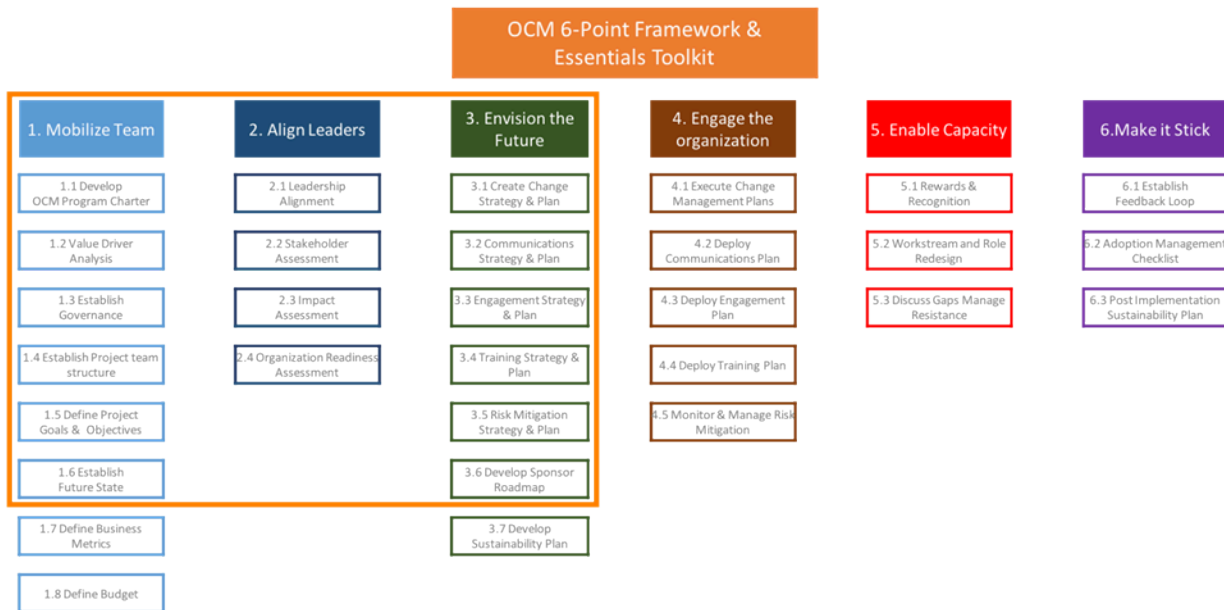 OCM 6-Point Framework &
Essentials Toolkit
1. Mobilize Team
1.1 Develop
OCM Program Charter
1.2 Value Driver
Analysis
1.3 Establish
Governance
1.4 Establish Project team
structure
1.5 Define Project
Goals & Objectives
1.6 Establish
Future State
1.7 Define Business
Metrics
1.8 Define Budget
2. Align Leaders
2.1 Leadership
Alignment
2.2 Stakeholder
Assessment
2.3 Impact
Assessment
2.4 Organization Readiness
Assessment
3. Envision the
Future
3.1 Create Change
Strategy & Plan
3.2 Communications
Strategy & Plan
3.3 Engagement Strategy
& Plan
3.4 Training Strategy &
Plan
3.5 Risk Mitigation
Strategy & Plan
3.6 Develop Sponsor
Roadmap
3.7 Develop
Sustainability Plan
4. Engage the
organization
4.1 Execute Change
Management Plans
4.2 Deploy
Communications Plan
4.3 Deploy Engagement
Plan
4.4 Deploy Training Plan
4.5 Monitor & Manage Risk
Mitigation
5. Enable Capacity
5.1 Rewards &
Recognition
5.2 Workstream and Role
Redesign
5.3 Discuss Gaps Manage
Resistance
6.Make it Stick
6.1 Establish
Feedback Loop
6.2 Adoption Management
Checklist
6.3 Post Implementation
Sustainability Plan